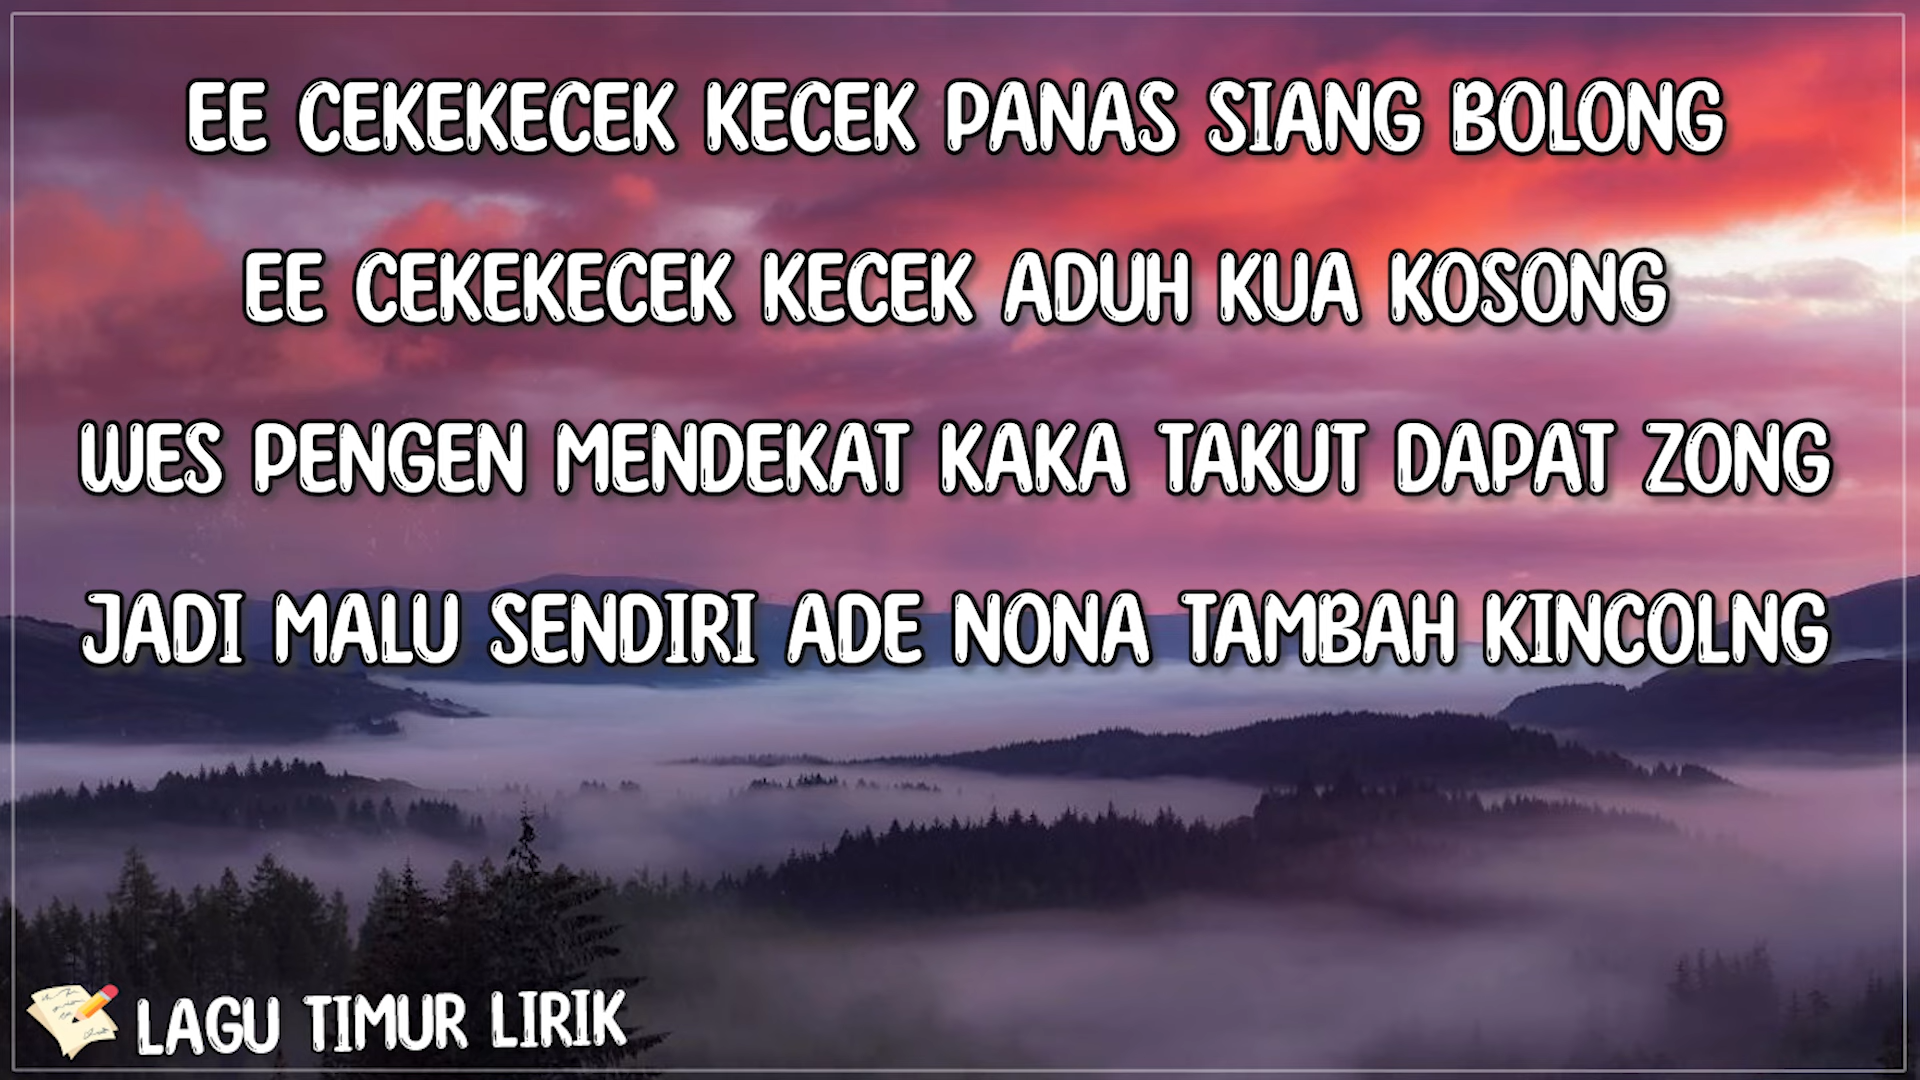 EE CEKEKECEK KECEK PANAS SIANG BOLONG
EE CEKEKECEK KECEK ADUH KUA KOSONG
WES PENGEN MENDEKAT KAKA TAKUT DAPAT ZONG
JADI MALU SENDIRI ADE NONA TAMBAH KINCOLNG
LAGU TIMUR LIRIK